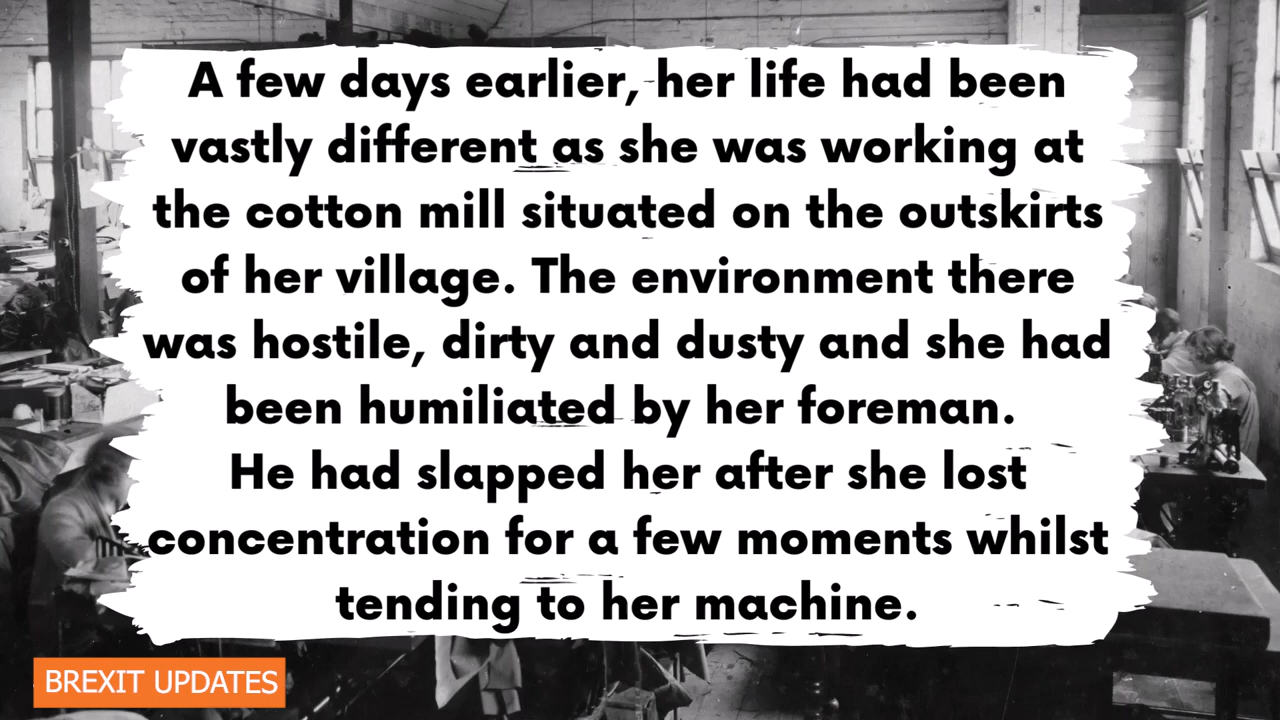 A few days earlier, her life had been
vastly different as she was working at
the cotton mill situated on the outskirts
of her village. The environment there
was hostile, dirty and dusty and she had
been humiliated by her foreman.
He had slapped her after she lost
concentration for a few moments whilst
tending to her machine.
BREXIT UPDATES